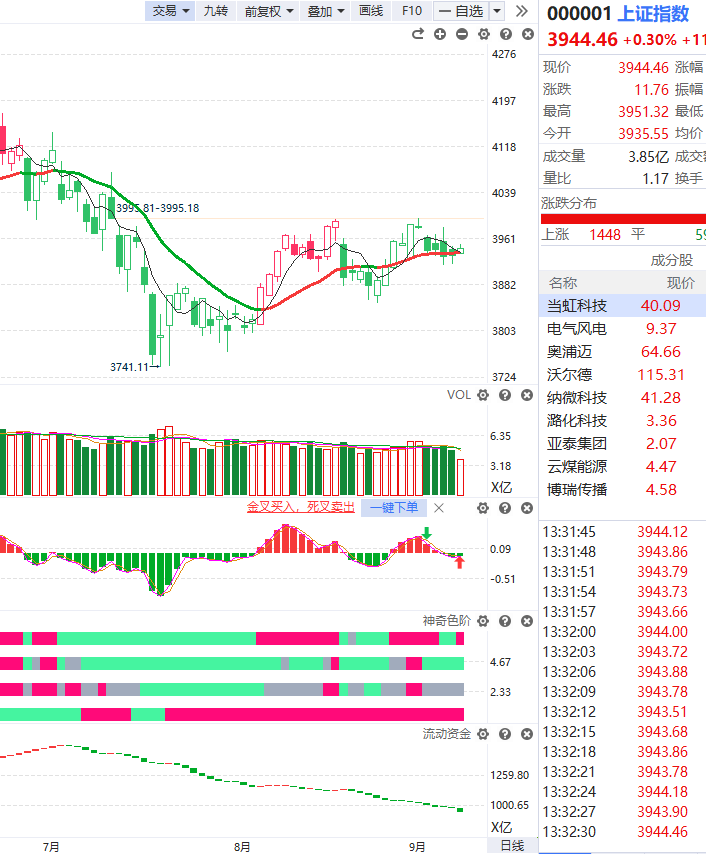 交易 九转 前复权 叠加 画线 F10 一自选
000001 上证指数
3944.46 +0.30% +11
4276
现价 3944.46 涨幅
涨跌 11.76 振幅
4197
最高 3951.32 最低
今开 3935.55 均价
4118
成交量 3.85亿 成交额
量比 1.17 换手
4039
3995.81-3995.18
涨跌分布
上涨 1448 平 59
3961
成分股
名称 现价
3882
当虹科技 40.09
电气风电 9.37
3803
奥浦迈 64.66
3741.11
3724
沃尔德 115.31
VOL
纳微科技 41.28
潞化科技 3.36
6.35
亚泰集团 2.07
3.18
云煤能源 4.47
X亿
博瑞传播 4.58
金叉买入，死叉卖出 一键下单
13:31:45 3944.12
0.09
13:31:48 3943.86
13:31:51 3943.79
-0.51
13:31:54 3943.73
13:31:57 3943.66
神奇色阶
13:32:00 3944.00
13:32:03 3943.72
4.67
13:32:06 3943.88
2.33
13:32:09 3943.78
13:32:12 3943.51
流动资金
13:32:15 3943.68
13:32:18 3943.86
1259.80
13:32:21 3943.78
13:32:24 3944.18
1000.65
13:32:27 3943.90
X亿
13:32:30 3944.46
7月 8月 9月 日线